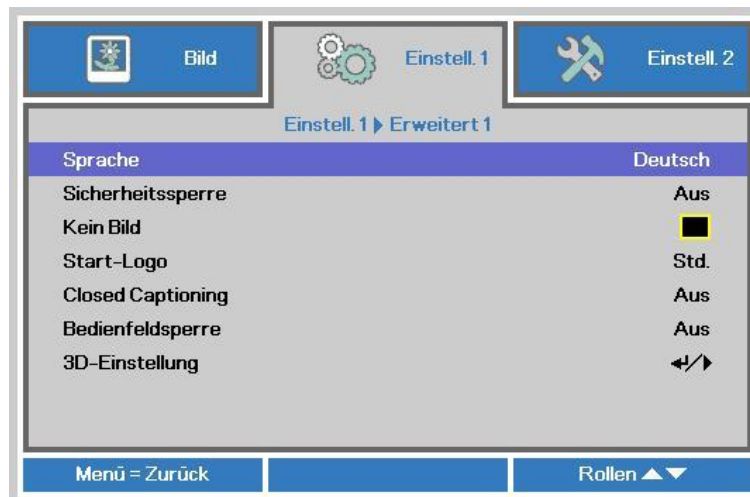 Bild
Einstell. 1
Einstell. 2
Einstell. 1 ▶ Erweitert 1
Sprache Deutsch
Sicherheitssperre Aus
Kein Bild
Start-Logo Std.
Closed Captioning Aus
Bedienfeldsperre Aus
3D-Einstellung ↵/▶
Menü = Zurück
Rollen ▲▼